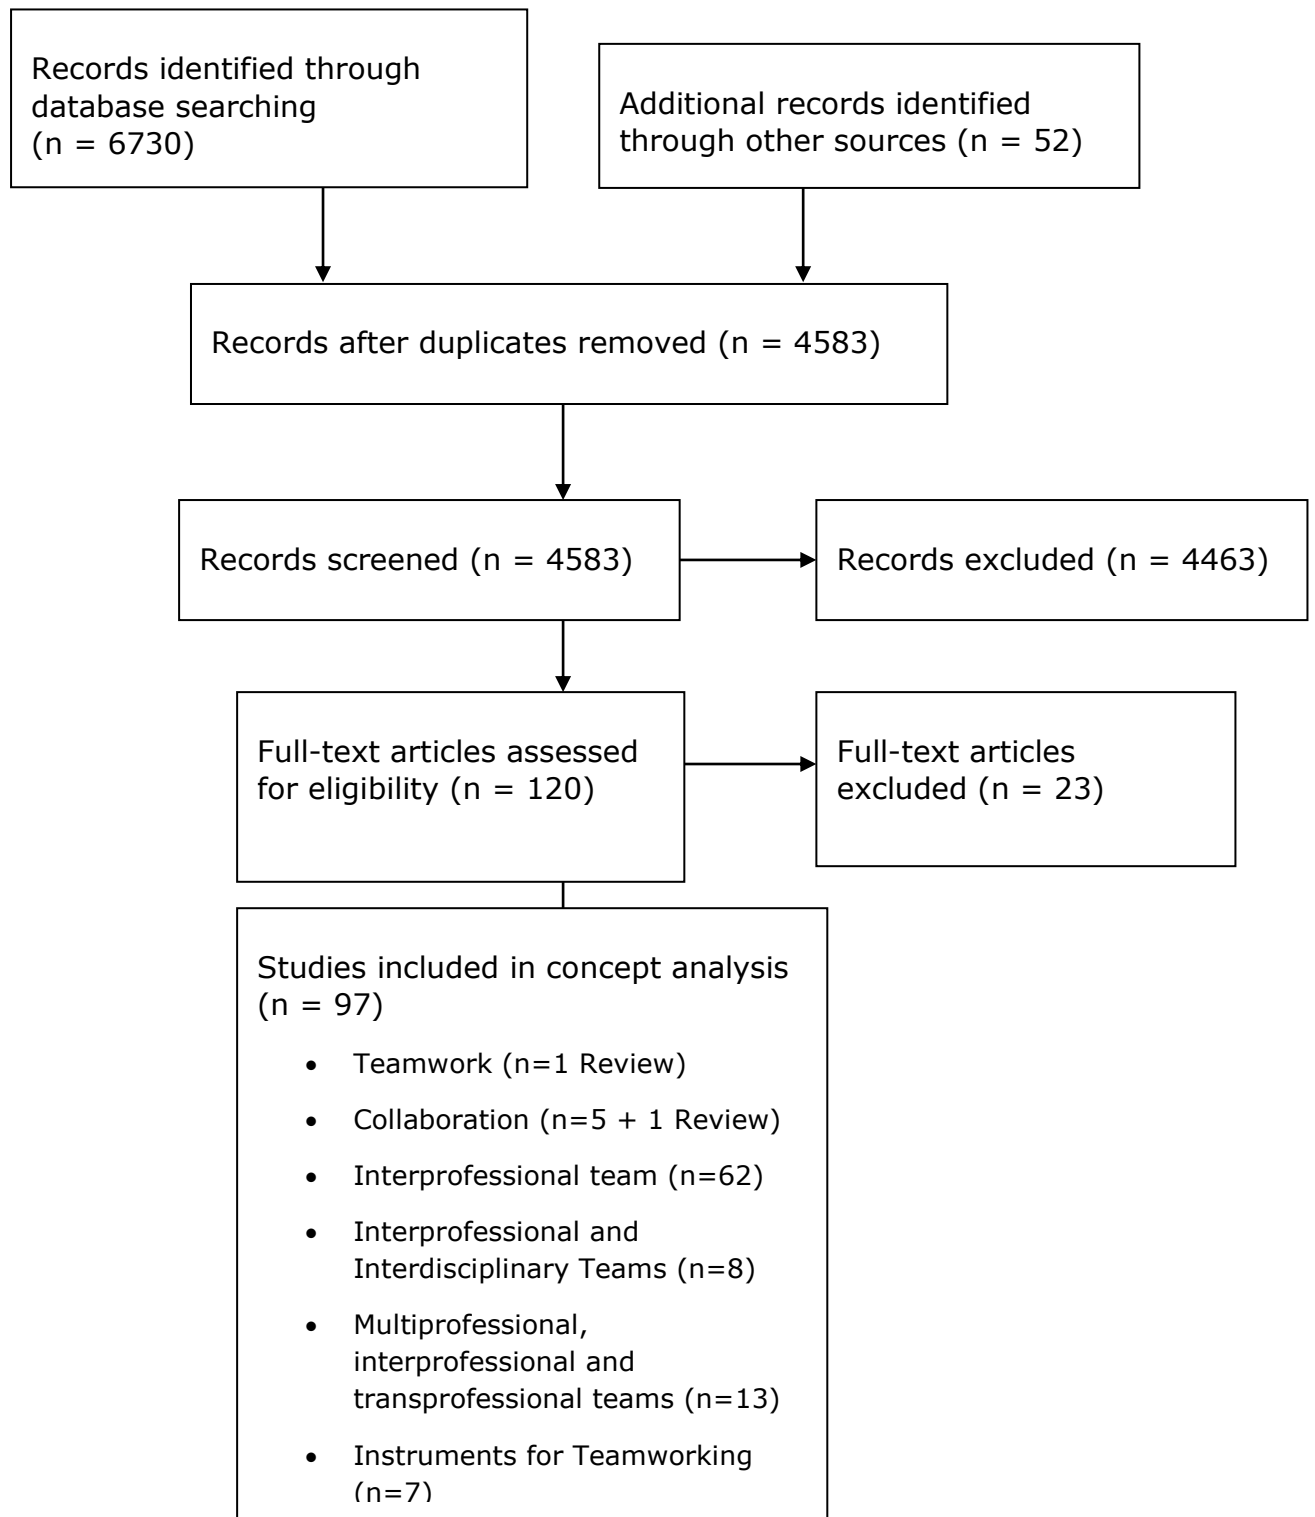 Records identified through
database searching
(n = 6730)
Additional records identified
through other sources (n = 52)
Records after duplicates removed (n = 4583)
Records screened (n = 4583)
Records excluded (n = 4463)
Full-text articles assessed
for eligibility (n = 120)
Full-text articles
excluded (n = 23)
Studies included in concept analysis
(n = 97)
• Teamwork (n=1 Review)
• Collaboration (n=5 + 1 Review)
• Interprofessional team (n=62)
• Interprofessional and
Interdisciplinary Teams (n=8)
• Multiprofessional,
interprofessional and
transprofessional teams (n=13)
• Instruments for Teamworking
(n=7)